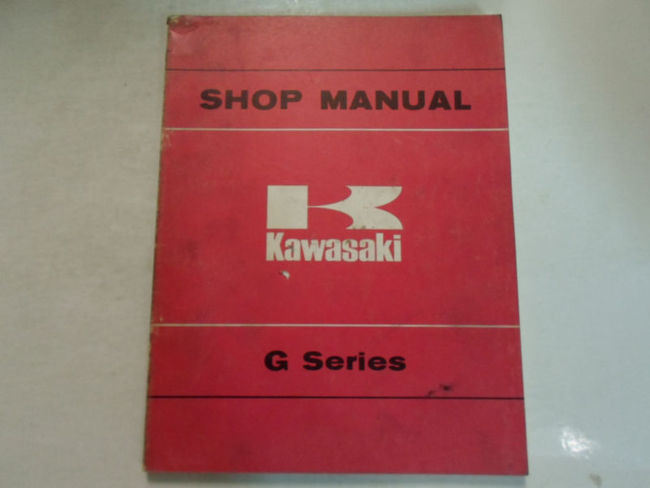 SHOP MANUAL
Kawasaki
G Series